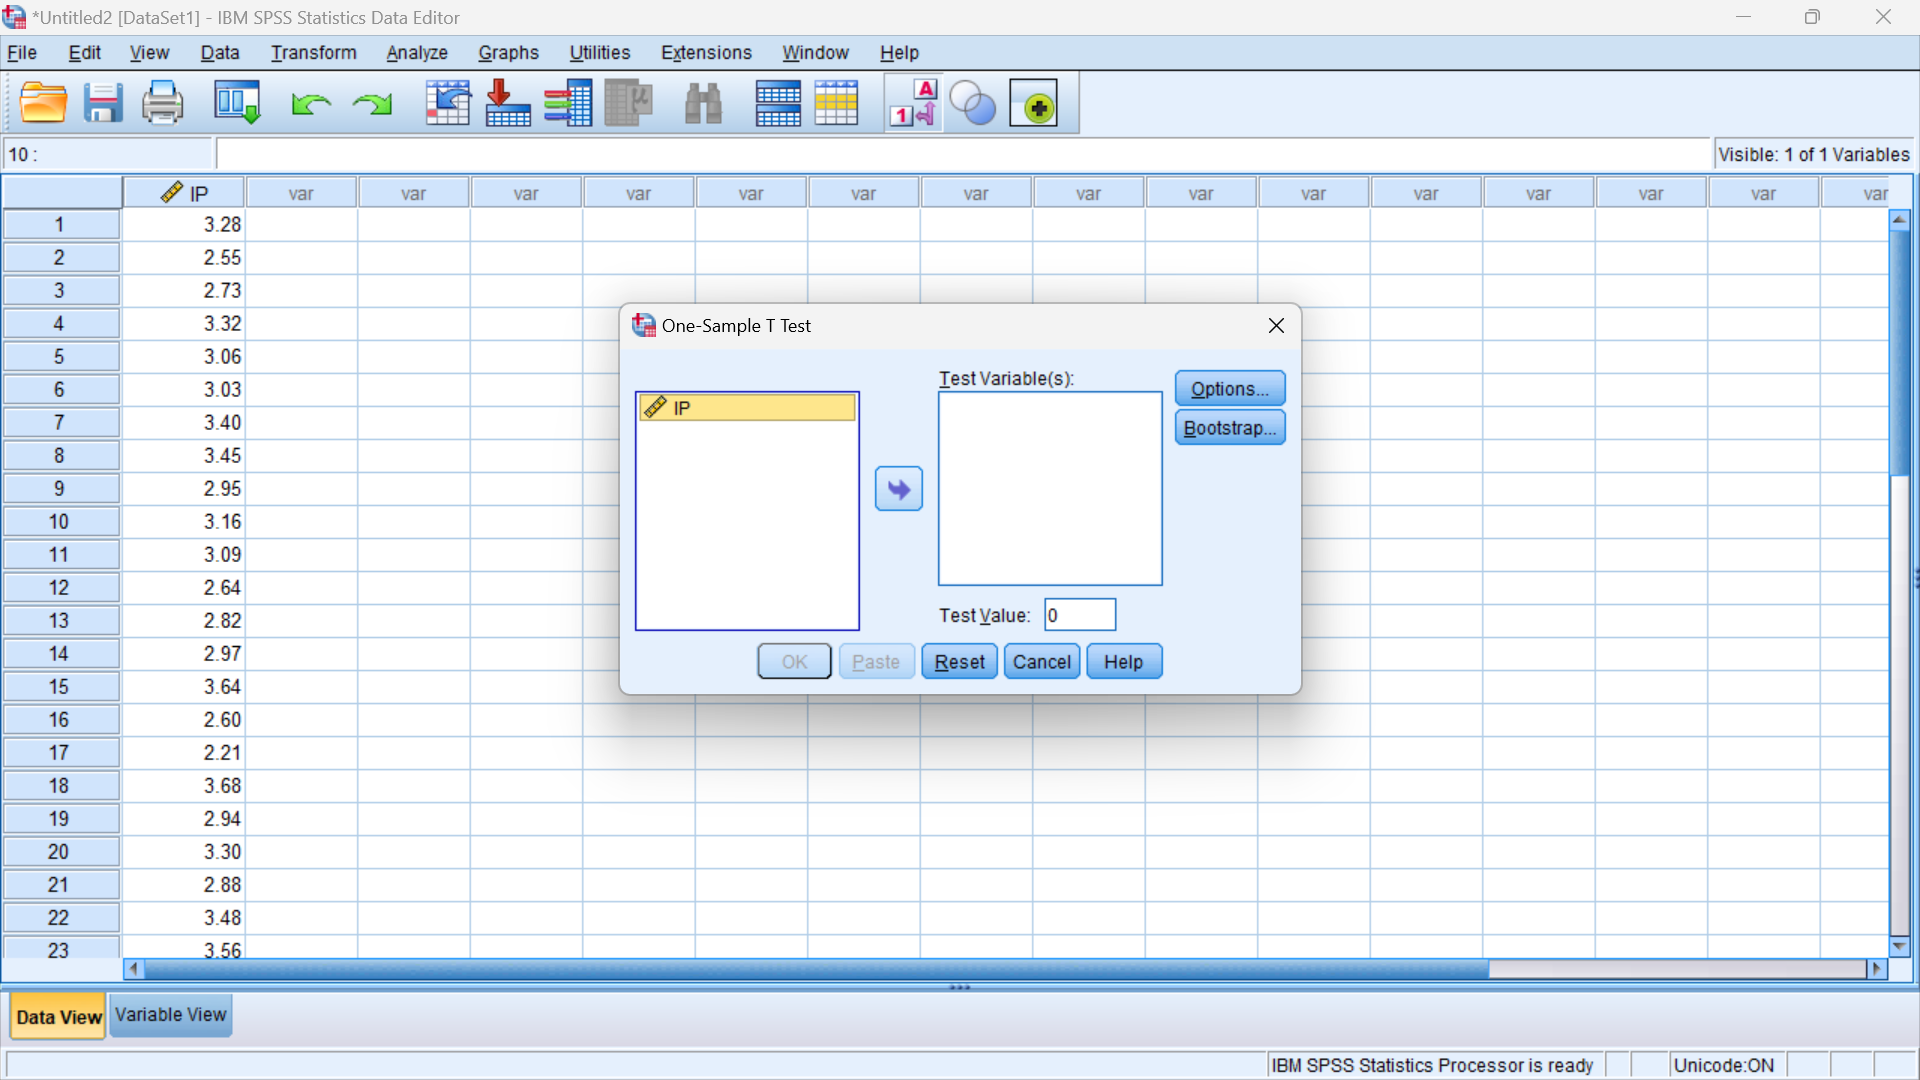 *Untitled2 [DataSet1] - IBM SPSS Statistics Data Editor
File Edit View Data Transform Analyze Graphs Utilities Extensions Window Help
10 :
Visible: 1 of 1 Variables
IP var var var var var var var var var var var var var var var
1 3.28
2 2.55
3 2.73
4 3.32
5 3.06
6 3.03
7 3.40
8 3.45
9 2.95
10 3.16
11 3.09
12 2.64
13 2.82
14 2.97
15 3.64
16 2.60
17 2.21
18 3.68
19 2.94
20 3.30
21 2.88
22 3.48
23 3.56
One-Sample T Test
Test Variable(s):
IP
Options...
Bootstrap...
Test Value: 0
OK Paste Reset Cancel Help
Data View Variable View
IBM SPSS Statistics Processor is ready Unicode:ON